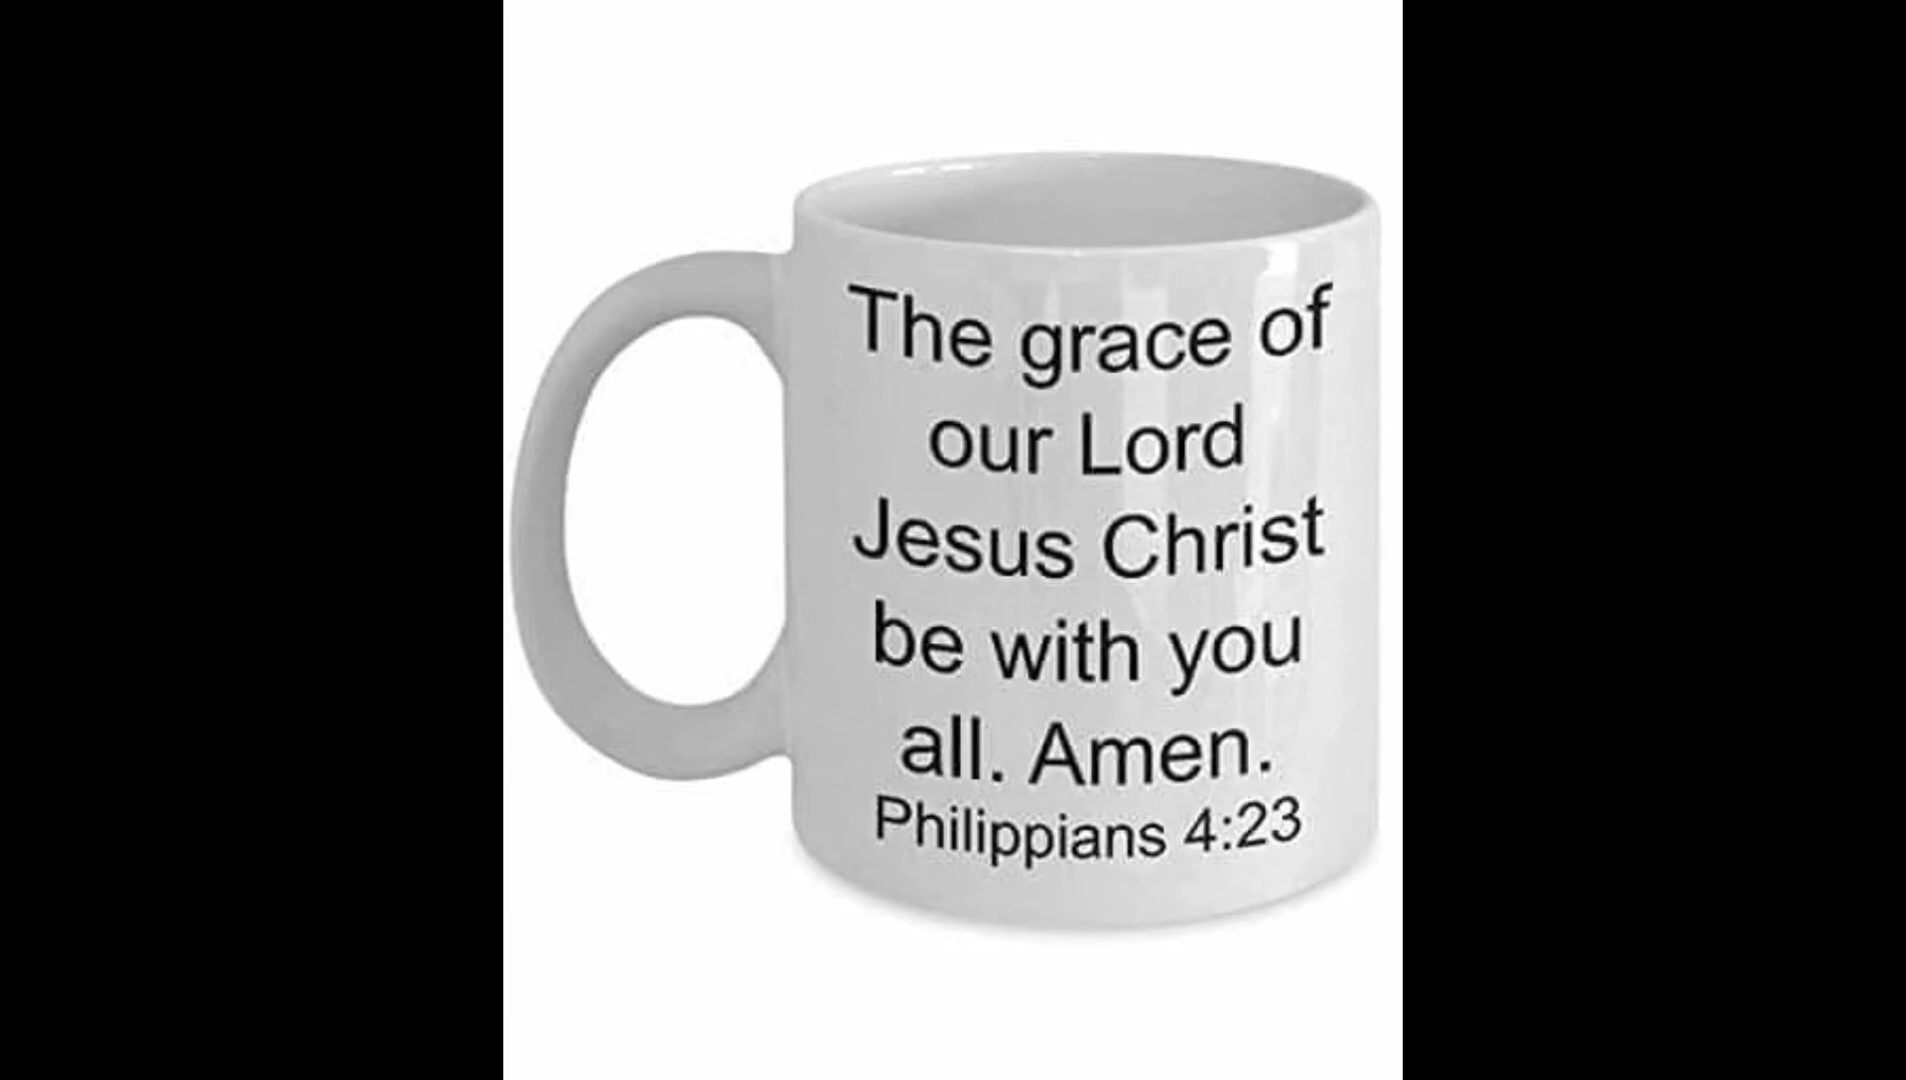 The grace of
our Lord
Jesus Christ
be with you
all. Amen.
Philippians 4:23